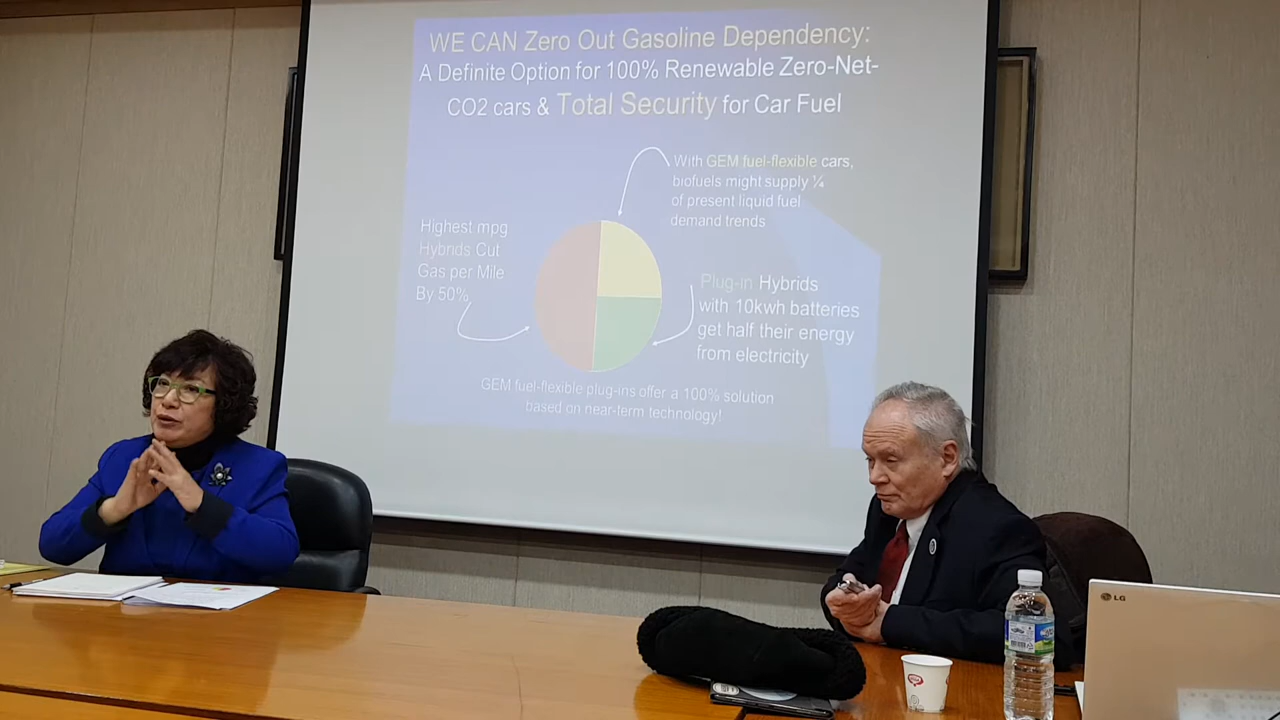 WE CAN Zero Out Gasoline Dependency:
A Definite Option for 100% Renewable Zero-Net-
CO2 cars & Total Security for Car Fuel
With GEM fuel-flexible cars,
biofuels might supply ¼
of present liquid fuel
demand trends
Highest mpg
Hybrids Cut
Gas per Mile
By 50%
Plug-in Hybrids
with 10kwh batteries
get half their energy
from electricity
GEM fuel-flexible plug-ins offer a 100% solution
based on near-term technology!
LG